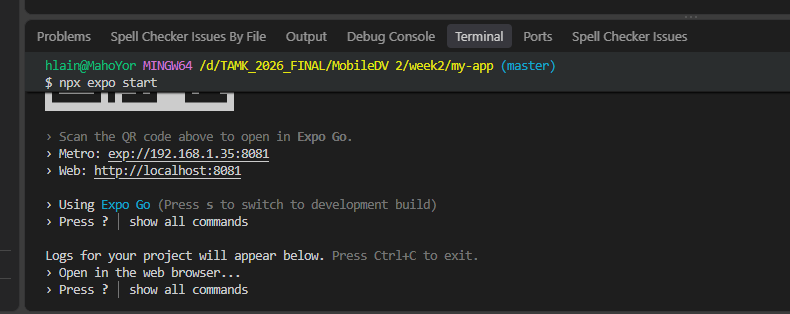 Problems Spell Checker Issues By File Output Debug Console Terminal Ports Spell Checker Issues
hlain@MahoYor MINGW64 /d/TAMK_2026_FINAL/MobileDV 2/week2/my-app (master)
$ npx expo start
› Scan the QR code above to open in Expo Go.
› Metro: exp://192.168.1.35:8081
› Web: http://localhost:8081
› Using Expo Go (Press s to switch to development build)
› Press ? │ show all commands
Logs for your project will appear below. Press Ctrl+C to exit.
› Open in the web browser...
› Press ? │ show all commands